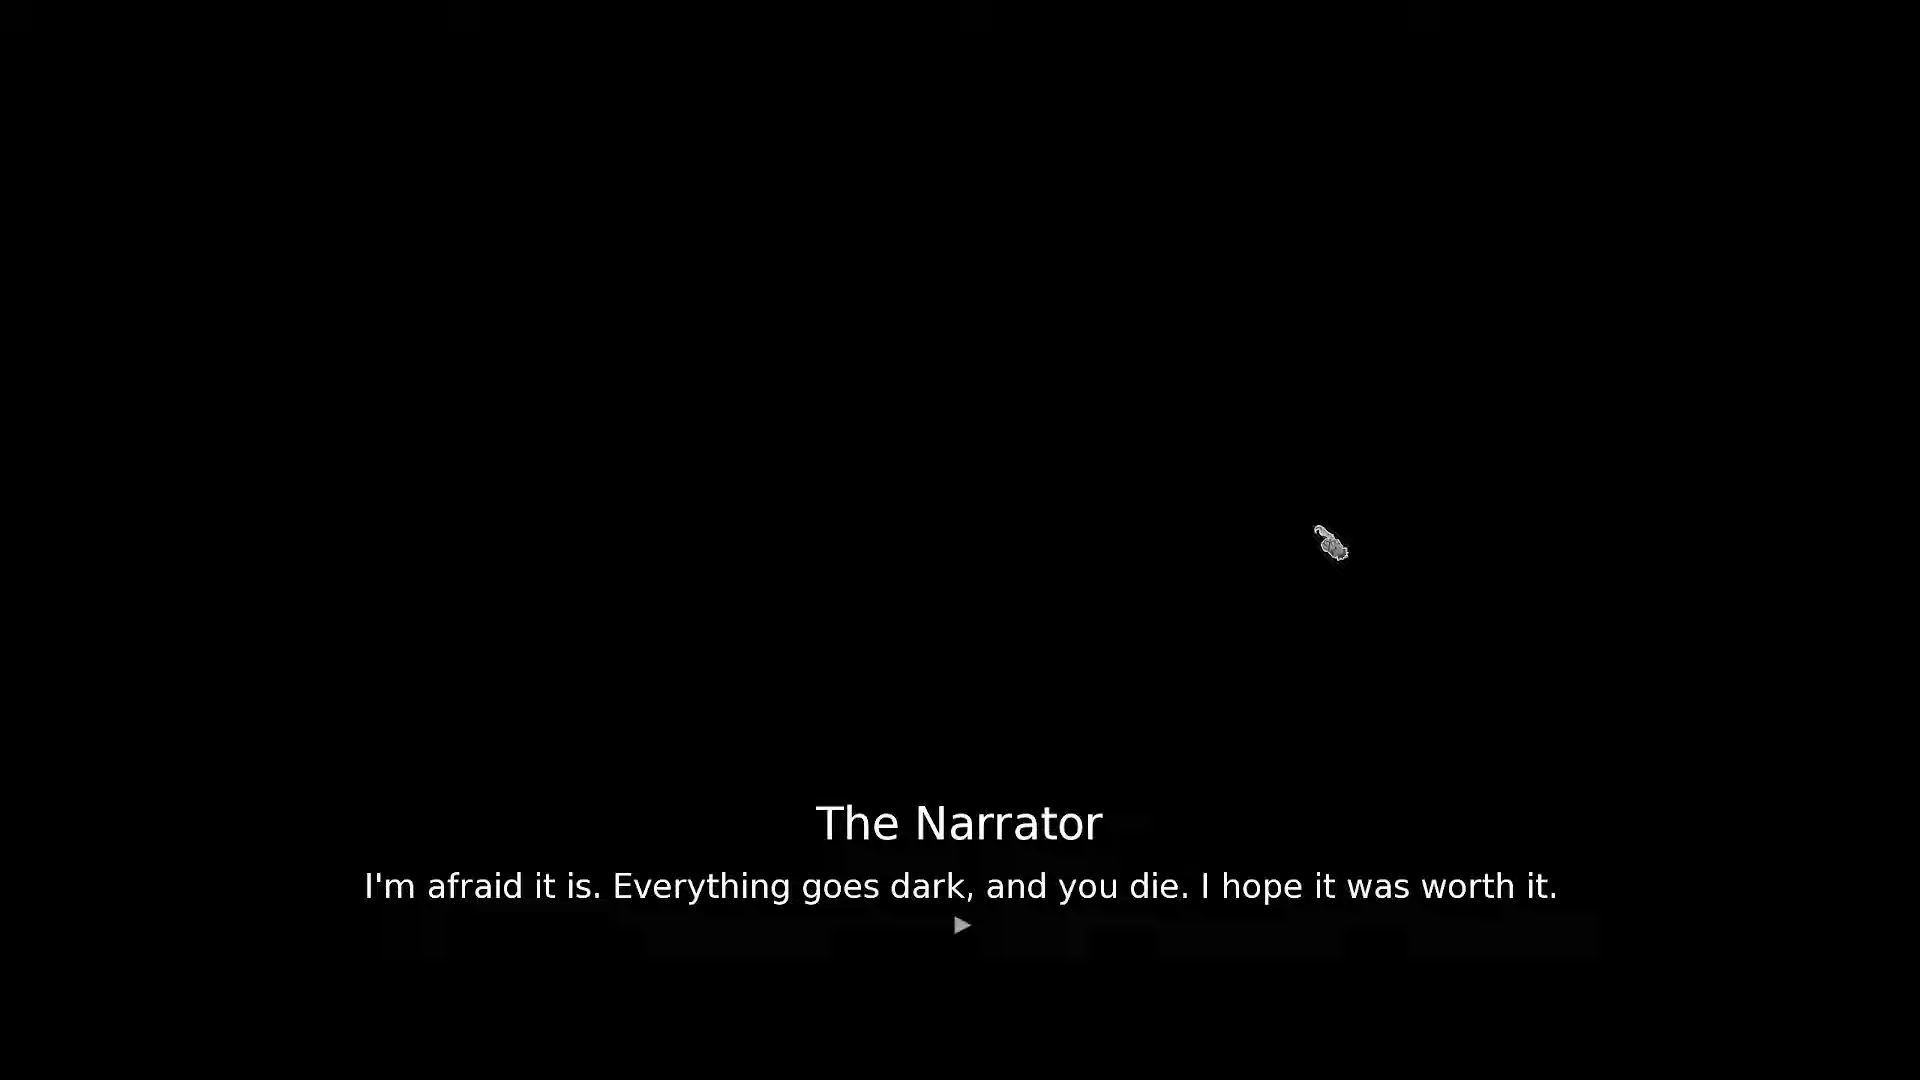 The Narrator
I'm afraid it is. Everything goes dark, and you die. I hope it was worth it.